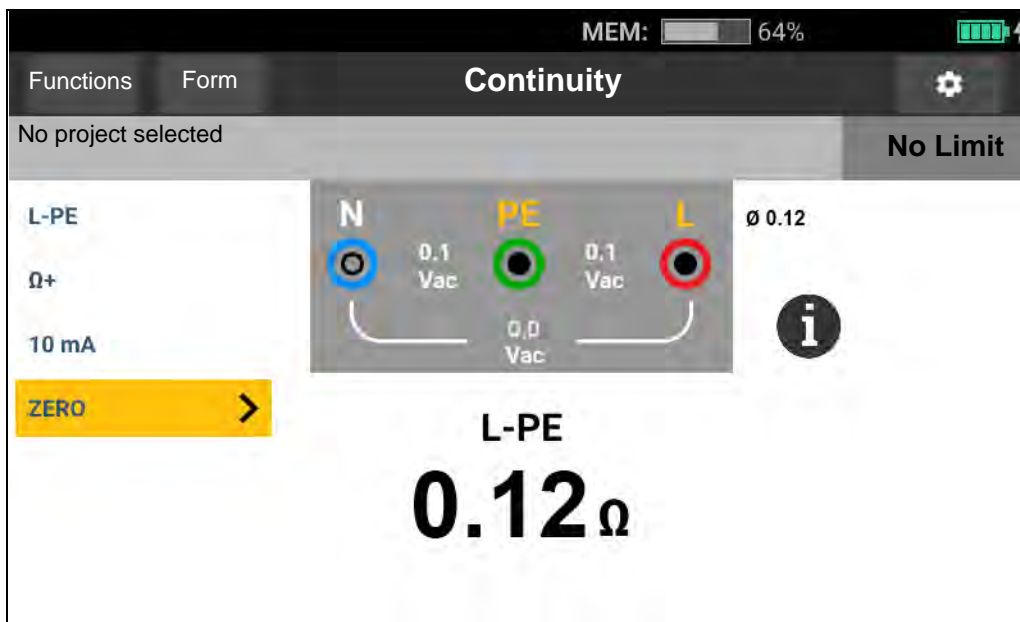 MEM: 64%
Functions Form Continuity
No project selected
No Limit
L-PE
Ω+
10 mA
ZERO
N PE L
0.1 Vac
0.1 Vac
0.0 Vac
Ø 0.12
i
L-PE
0.12 Ω